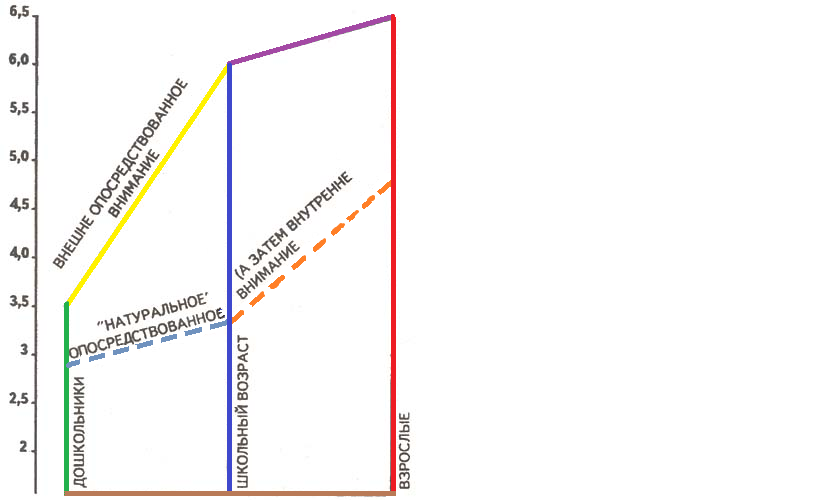 6,5
6,0
5,5
5,0
4,5
4,0
3,5
3
2,5
2
ВНЕШНЕ ОПОСРЕДСТВОВАННОЕ
ВНИМАНИЕ
"НАТУРАЛЬНОЕ'
ОПОСРЕДСТВОВАННОЕ
(А ЗАТЕМ ВНУТРЕННЕ
ВНИМАНИЕ
ДОШКОЛЬНИКИ
ШКОЛЬНЫЙ ВОЗРАСТ
ВЗРОСЛЫЕ